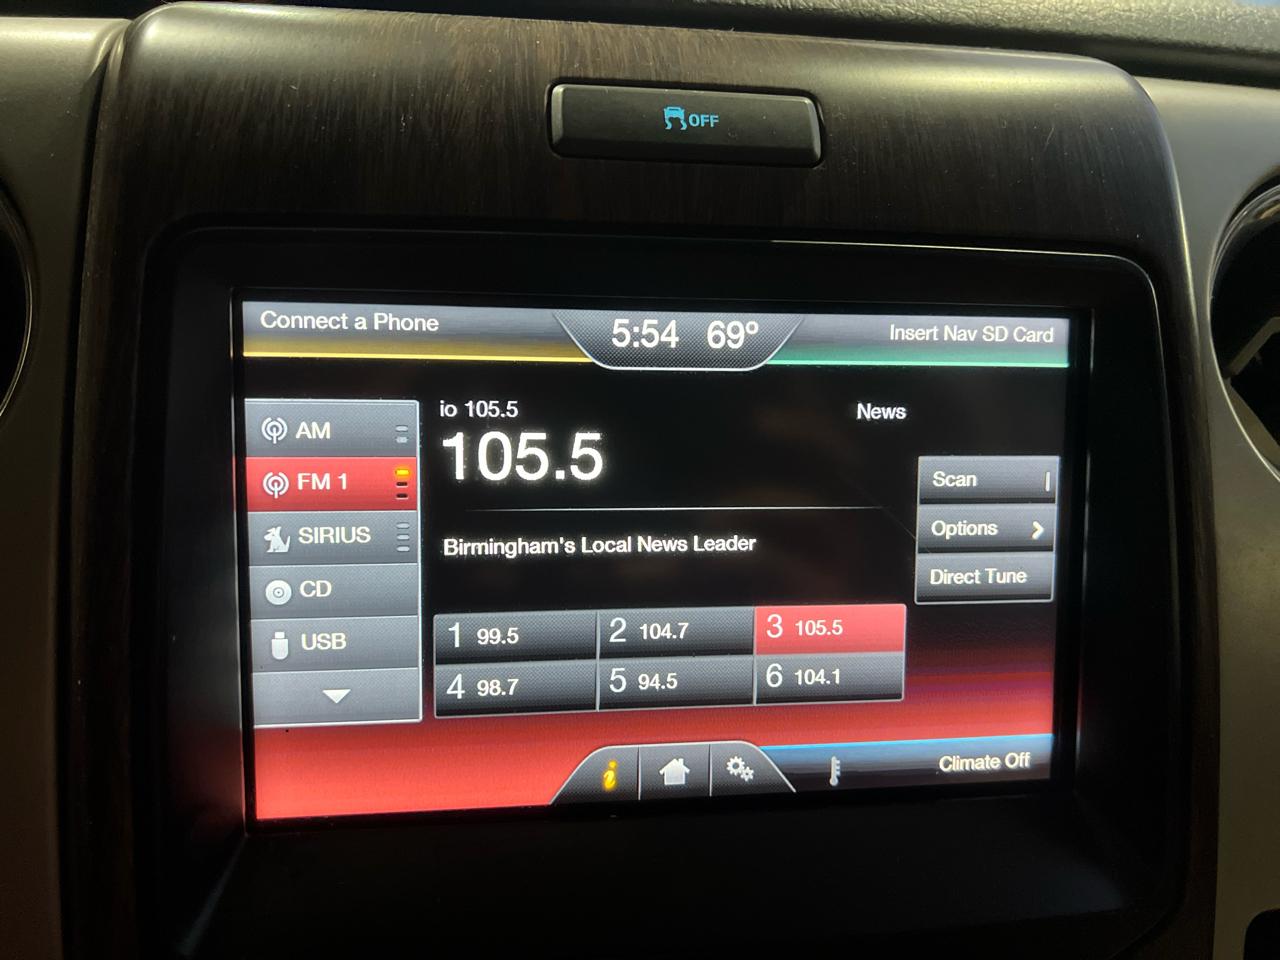 OFF
Connect a Phone
5:54 69º
Insert Nav SD Card
AM
FM 1
SIRIUS
CD
USB
io 105.5
News
105.5
Birmingham's Local News Leader
Scan
Options
Direct Tune
1 99.5
2 104.7
3 105.5
4 98.7
5 94.5
6 104.1
i
Climate Off